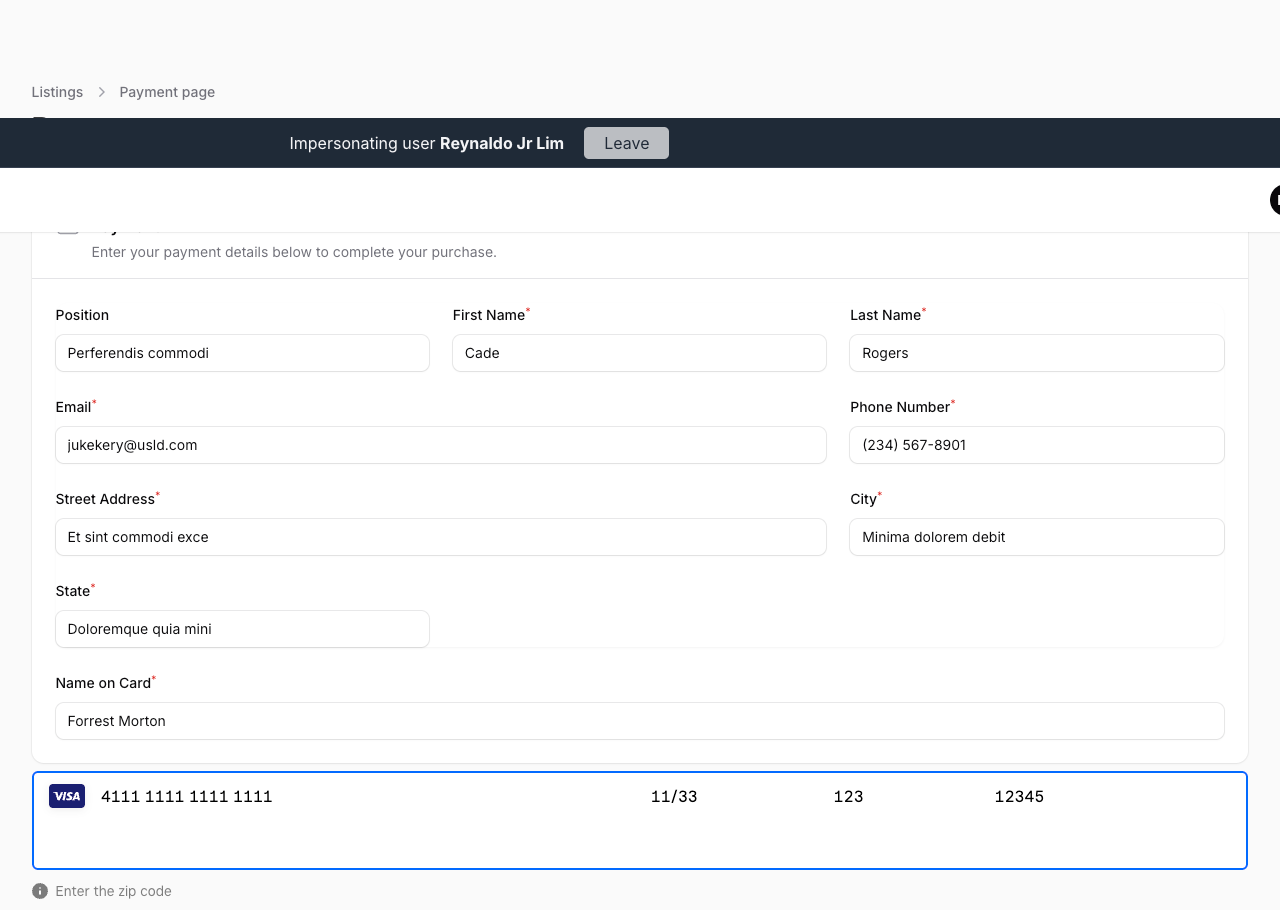 Listings > Payment page
Impersonating user Reynaldo Jr Lim Leave
Enter your payment details below to complete your purchase.
Position First Name* Last Name*
Perferendis commodi Cade Rogers
Email* Phone Number*
jukekery@usld.com (234) 567-8901
Street Address* City*
Et sint commodi exce Minima dolorem debit
State*
Doloremque quia mini
Name on Card*
Forrest Morton
VISA 4111 1111 1111 1111 11/33 123 12345
Enter the zip code